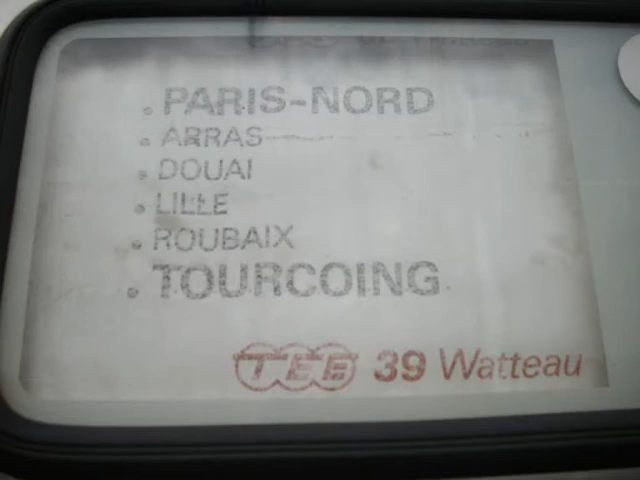 PARIS-NORD
ARRAS
DOUAI
LILLE
ROUBAIX
TOURCOING
TEE 39 Watteau